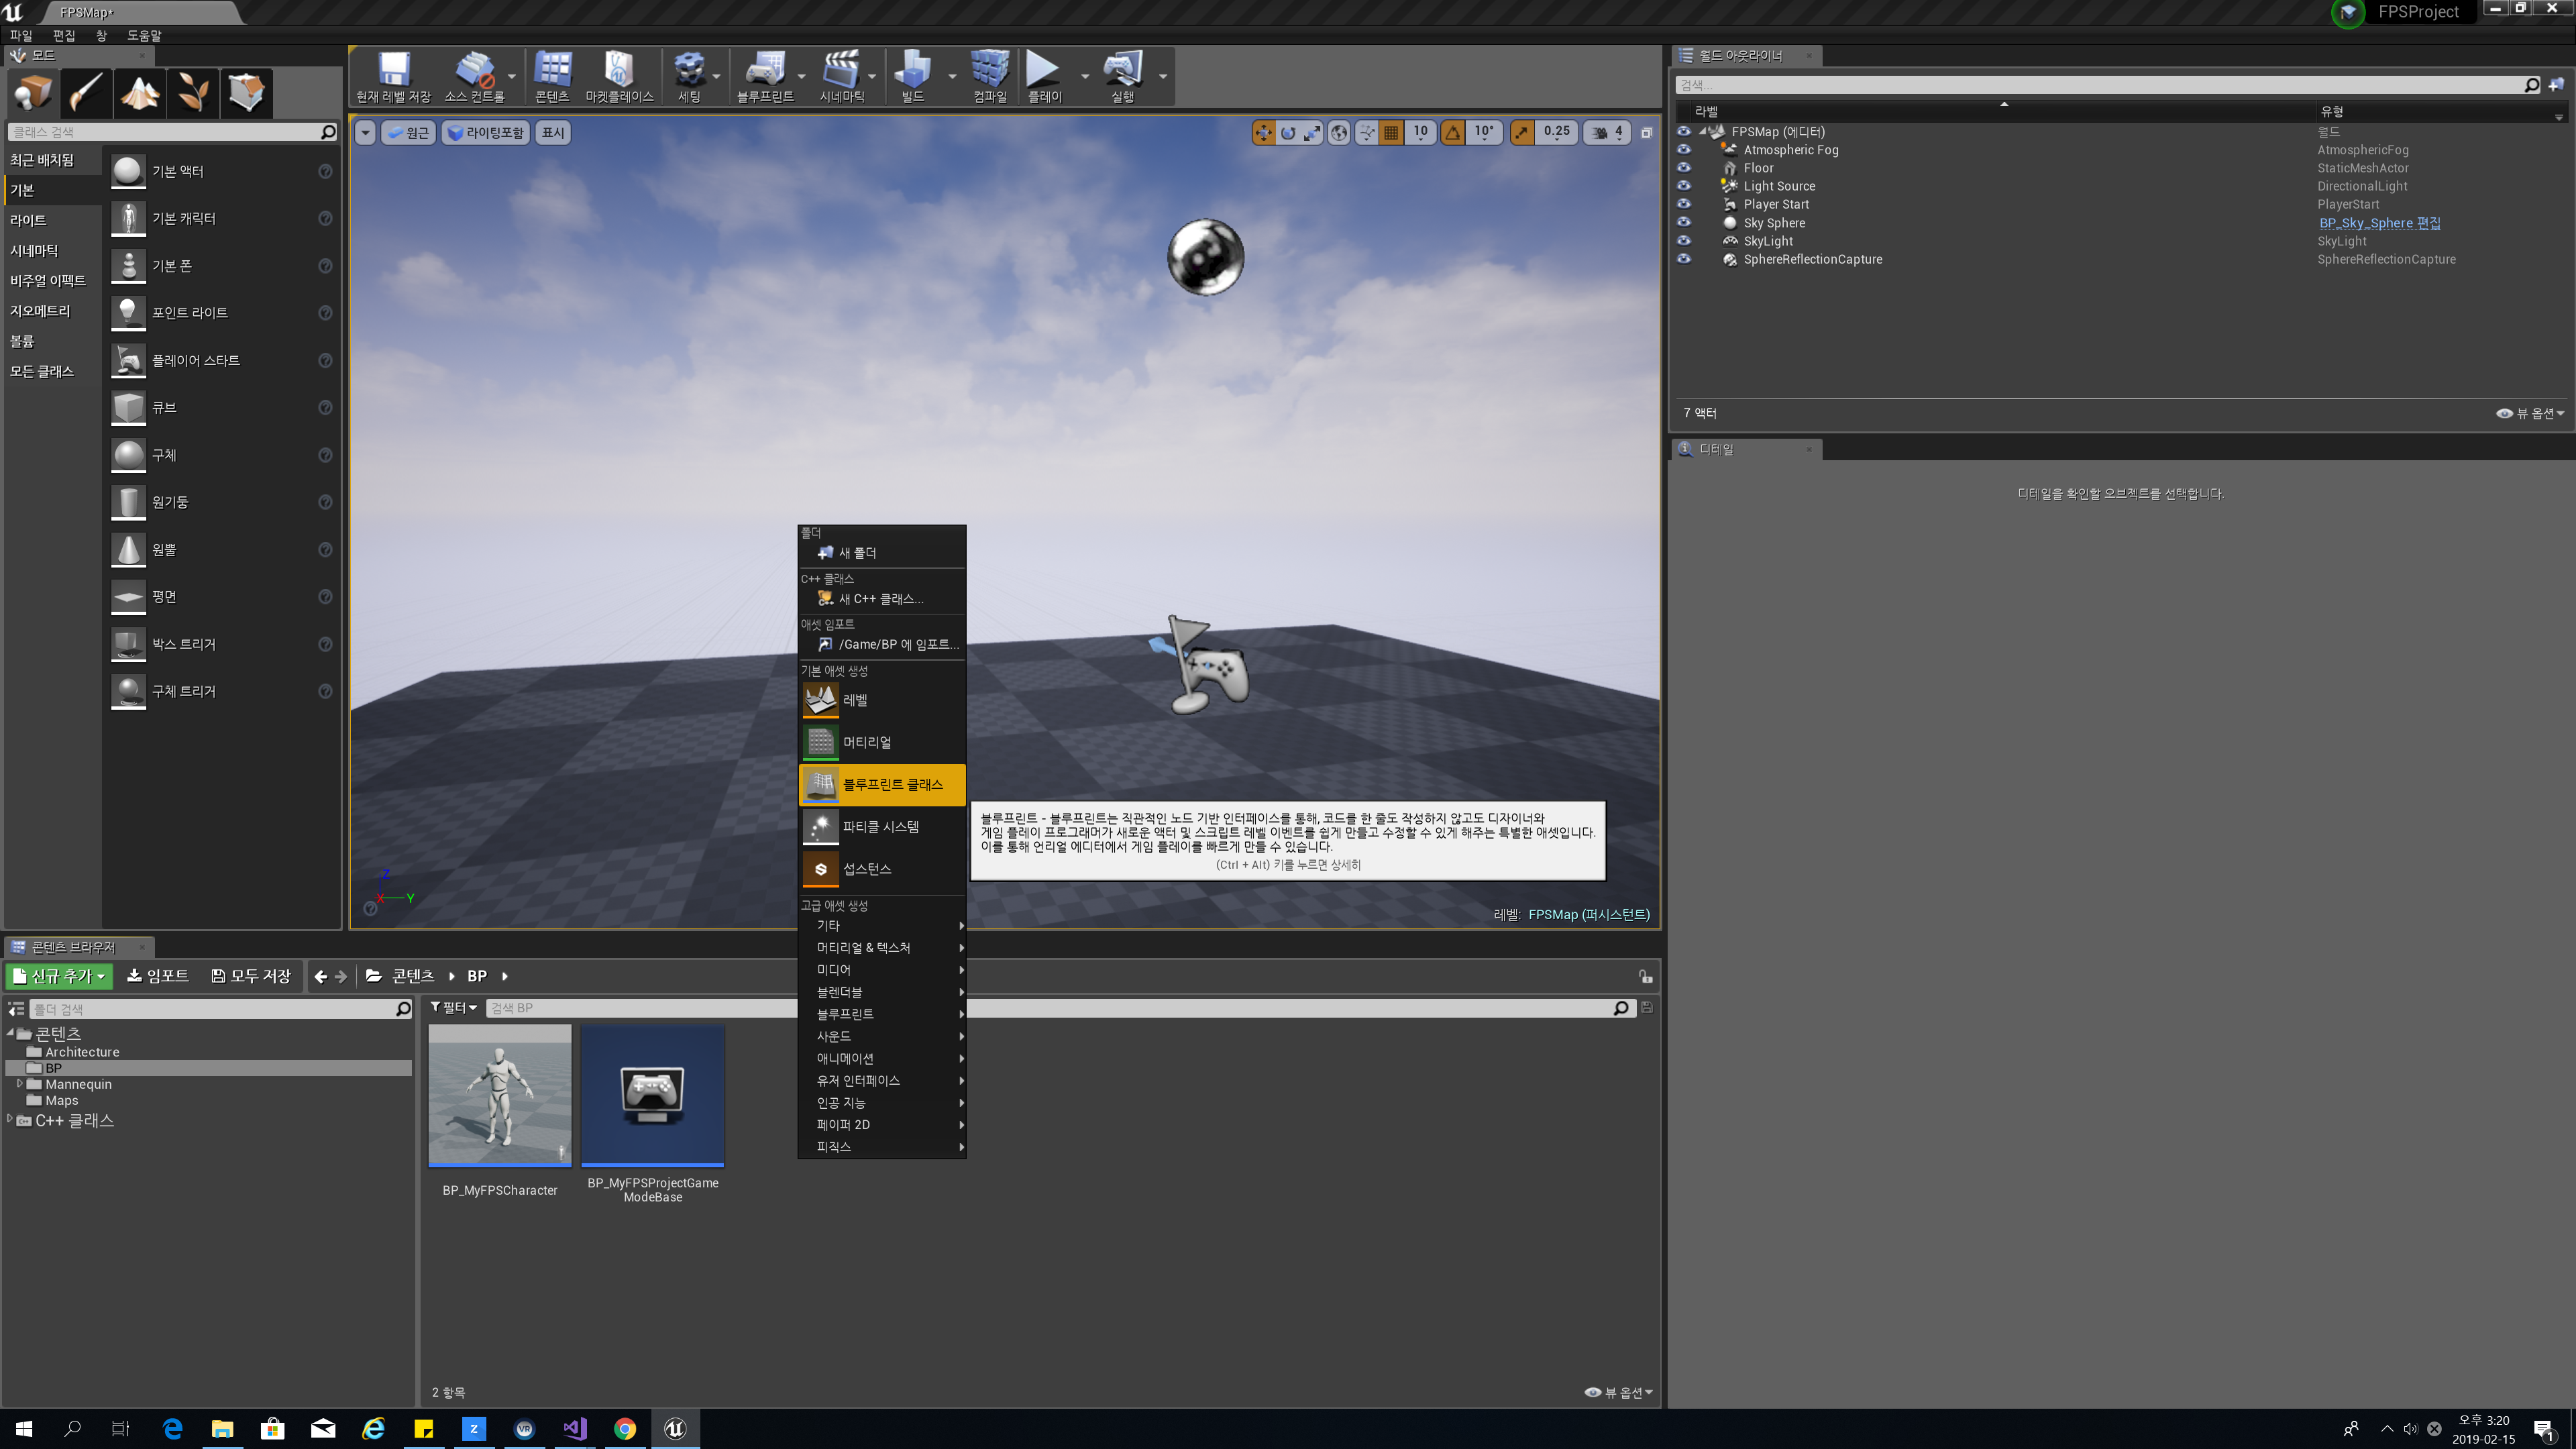 FPSMap*
FPSProject
파일 편집 창 도움말
모드
클래스 검색
최근 배치됨
기본
라이트
시네마틱
비주얼 이펙트
지오메트리
볼륨
모든 클래스
기본 액터
기본 캐릭터
기본 폰
포인트 라이트
플레이어 스타트
큐브
구체
원기둥
원뿔
평면
박스 트리거
구체 트리거
현재 레벨 저장 소스 컨트롤 콘텐츠 마켓플레이스 세팅 블루프린트 시네마틱 빌드 컴파일 플레이 실행
원근 라이팅포함 표시
10 10° 0.25 4
X Y Z
레벨: FPSMap (퍼시스턴트)
폴더
새 폴더
C++ 클래스
새 C++ 클래스...
애셋 임포트
/Game/BP 에 임포트...
기본 애셋 생성
레벨
머티리얼
블루프린트 클래스
파티클 시스템
섭스턴스
고급 애셋 생성
기타
머티리얼 & 텍스처
미디어
블렌더블
블루프린트
사운드
애니메이션
유저 인터페이스
인공 지능
페이퍼 2D
피직스
블루프린트 - 블루프린트는 직관적인 노드 기반 인터페이스를 통해, 코드를 한 줄도 작성하지 않고도 디자이너와
게임 플레이 프로그래머가 새로운 액터 및 스크립트 레벨 이벤트를 쉽게 만들고 수정할 수 있게 해주는 특별한 애셋입니다.
이를 통해 언리얼 에디터에서 게임 플레이를 빠르게 만들 수 있습니다.
(Ctrl + Alt) 키를 누르면 상세히
월드 아웃라이너
검색...
라벨 유형
FPSMap (에디터) 월드
Atmospheric Fog AtmosphericFog
Floor StaticMeshActor
Light Source DirectionalLight
Player Start PlayerStart
Sky Sphere BP_Sky_Sphere 편집
SkyLight SkyLight
SphereReflectionCapture SphereReflectionCapture
7 액터 뷰 옵션
디테일
디테일을 확인할 오브젝트를 선택합니다.
콘텐츠 브라우저
신규 추가 임포트 모두 저장 콘텐츠 BP
폴더 검색
콘텐츠
Architecture
BP
Mannequin
Maps
C++ 클래스
필터 검색 BP
BP_MyFPSCharacter
BP_MyFPSProjectGame
ModeBase
2 항목 뷰 옵션
오후 3:20
2019-02-15
1